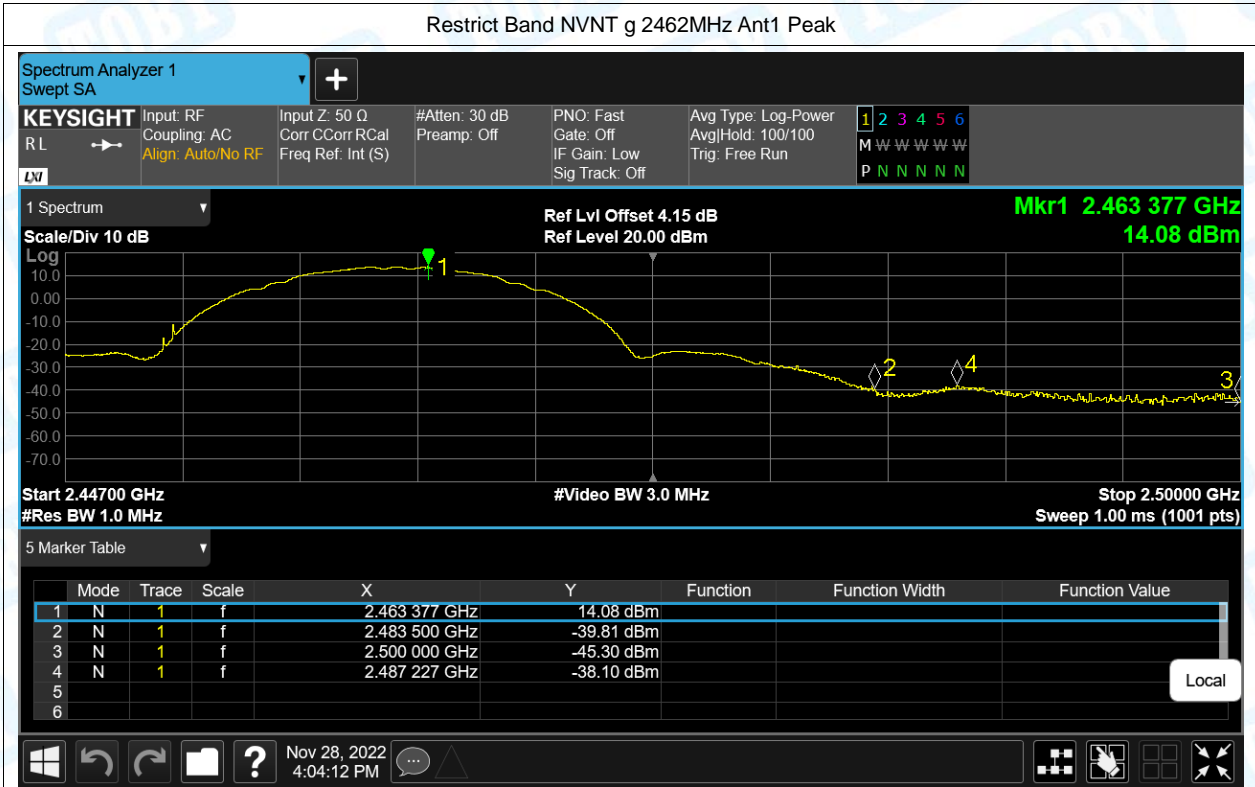 Restrict Band NVNT g 2462MHz Ant1 Peak
Spectrum Analyzer 1
Swept SA
KEYSIGHT
RL
LXI
Input: RF
Coupling: AC
Align: Auto/No RF
Input Z: 50 Ω
Corr CCorr RCal
Freq Ref: Int (S)
#Atten: 30 dB
Preamp: Off
PNO: Fast
Gate: Off
IF Gain: Low
Sig Track: Off
Avg Type: Log-Power
Avg|Hold: 100/100
Trig: Free Run
1 2 3 4 5 6
M W W W W W
P N N N N N
1 Spectrum
Scale/Div 10 dB
Ref Lvl Offset 4.15 dB
Ref Level 20.00 dBm
Mkr1 2.463 377 GHz
14.08 dBm
Log
10.0
0.00
-10.0
-20.0
-30.0
-40.0
-50.0
-60.0
-70.0
1
2
4
3
Start 2.44700 GHz
#Res BW 1.0 MHz
#Video BW 3.0 MHz
Stop 2.50000 GHz
Sweep 1.00 ms (1001 pts)
5 Marker Table
Mode Trace Scale X Y Function Function Width Function Value
1 N 1 f 2.463 377 GHz 14.08 dBm
2 N 1 f 2.483 500 GHz -39.81 dBm
3 N 1 f 2.500 000 GHz -45.30 dBm
4 N 1 f 2.487 227 GHz -38.10 dBm
5
6
Local
?
Nov 28, 2022
4:04:12 PM